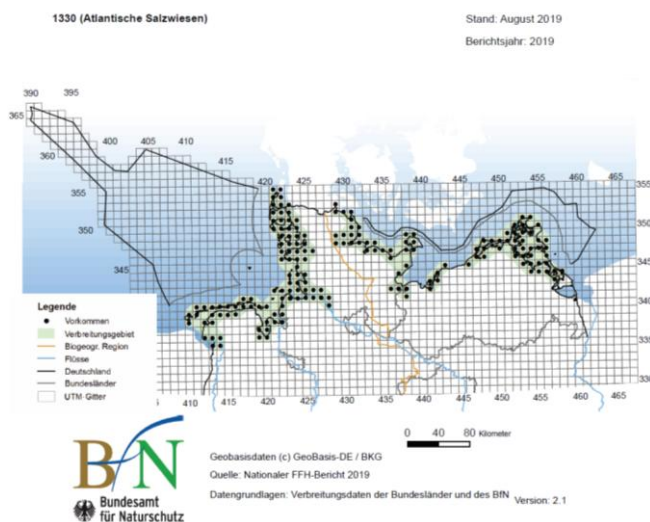 1330 (Atlantische Salzwiesen)
Stand: August 2019
Berichtsjahr: 2019
390
395
365
400
405
410
360
415
355
420
430
440
445
450
455
460
465
355
350
350
345
345
340
335
330
410
415
420
425
430
435
440
445
450
455
460
465
Legende
Vorkommen
Verbreitungsgebiet
Biogeogr. Region
Flüsse
Deutschland
Bundesländer
UTM-Gitter
0 40 80 Kilometer
BfN
Bundesamt
für Naturschutz
Geobasisdaten (c) GeoBasis-DE / BKG
Quelle: Nationaler FFH-Bericht 2019
Datengrundlagen: Verbreitungsdaten der Bundesländer und des BfN Version: 2.1